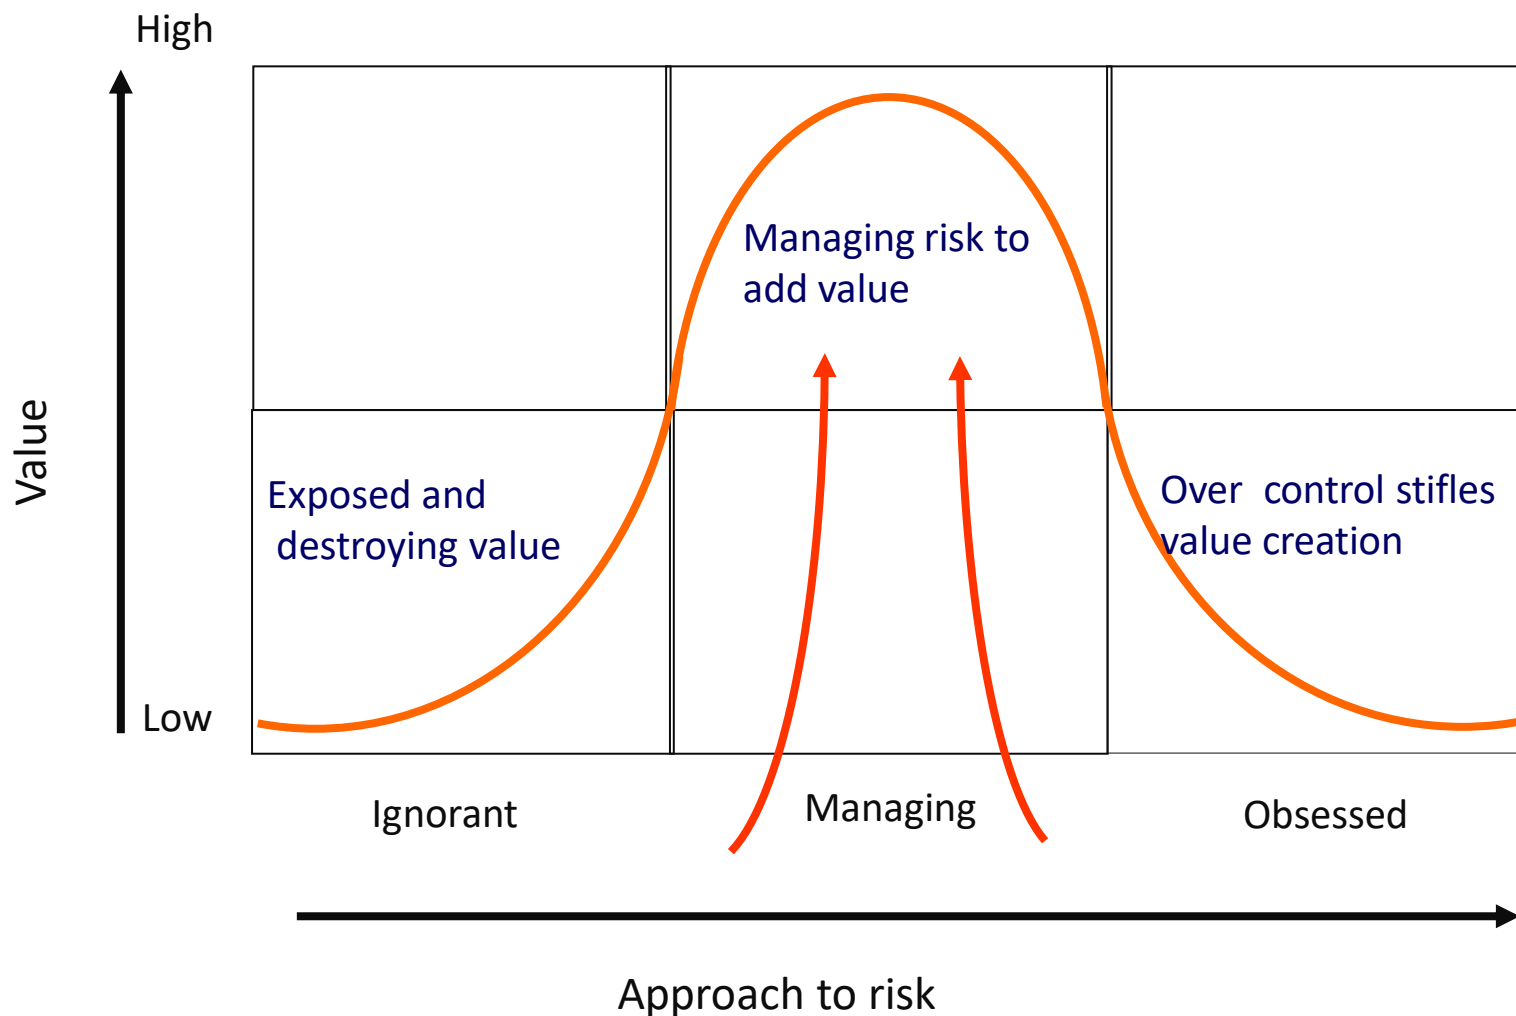 High
Value
Managing risk to
add value
Exposed and
destroying value
Over  control stifles
value creation
Low
Ignorant
Managing
Obsessed
Approach to risk